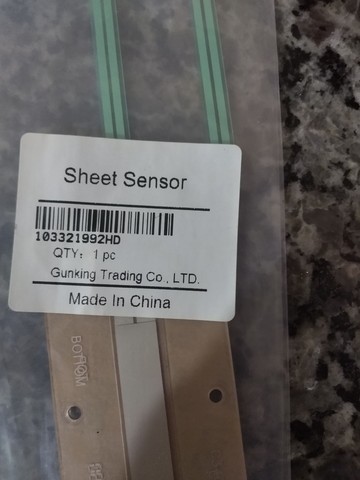 Sheet Sensor
103321992HD
QTY: 1 pc
Gunking Trading Co., LTD.
Made In China
BOTTOM